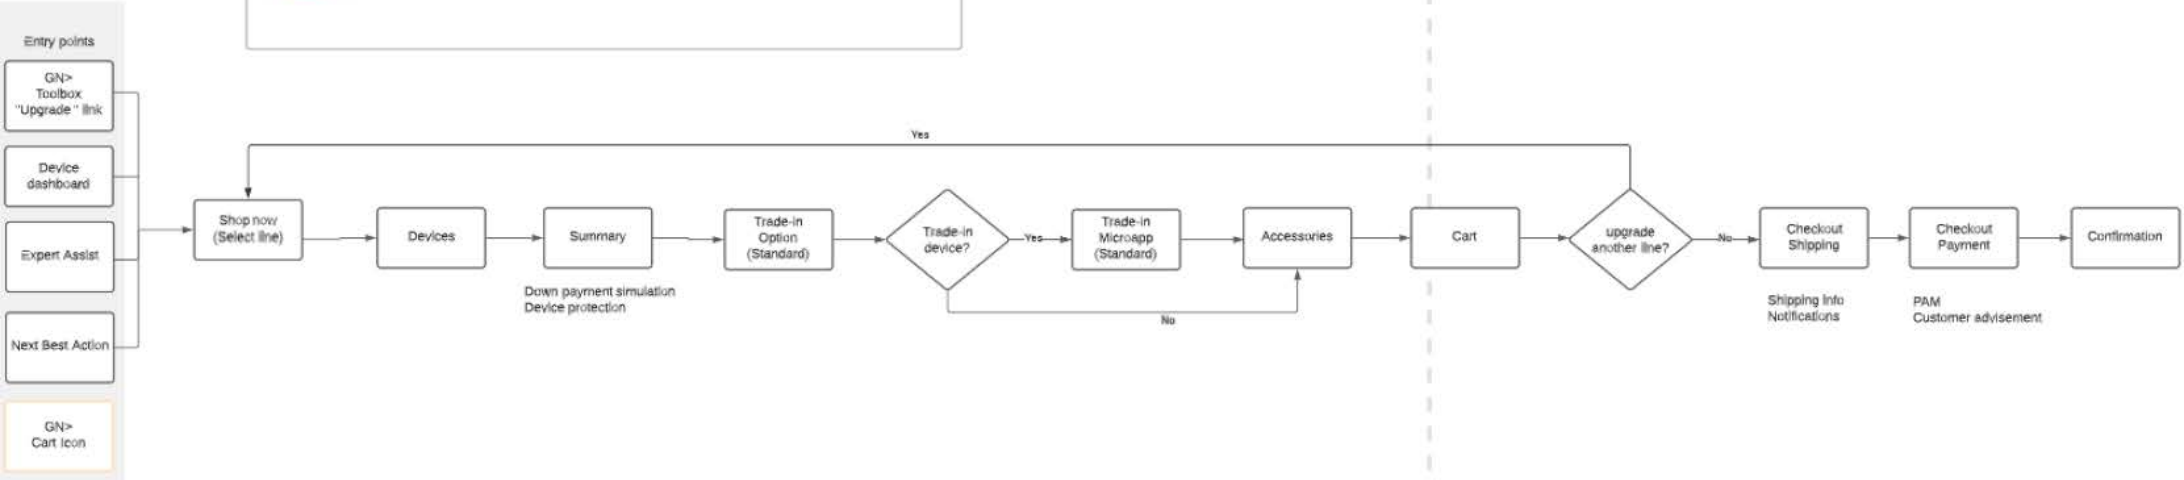 Entry points
GN>
Toolbox
"Upgrade" link
Device
dashboard
Expert Assist
Next Best Action
GN>
Cart Icon
Yes
Shop now
(Select line)
Devices
Summary
Down payment simulation
Device protection
Trade-in
Option
(Standard)
Trade-in
device?
Yes
No
Trade-in
Microapp
(Standard)
Accessories
Cart
upgrade
another line?
No
Checkout
Shipping
Shipping Info
Notifications
Checkout
Payment
PAM
Customer advisement
Confirmation